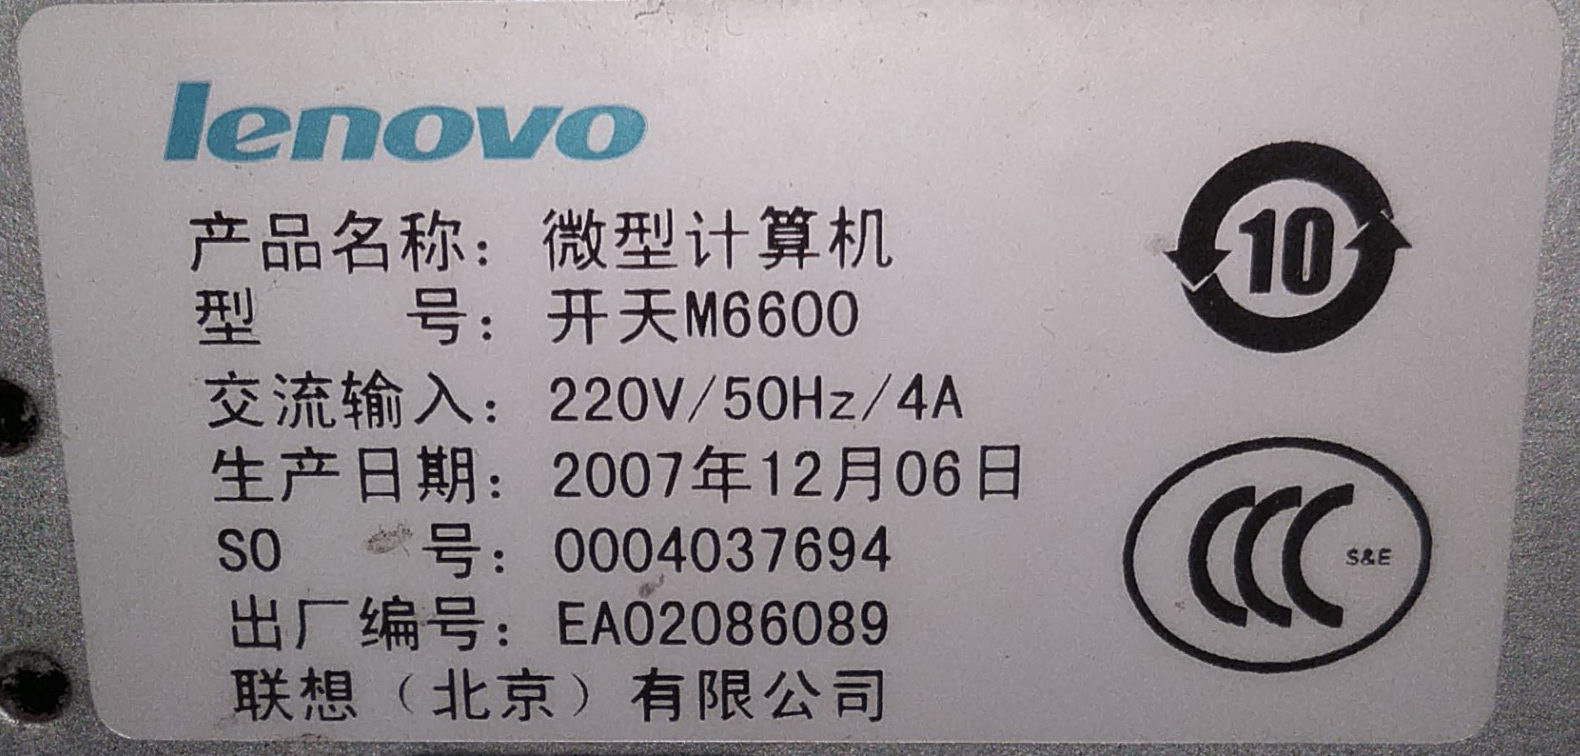 lenovo
产品名称：微型计算机
型 号：开天M6600
交流输入：220V/50Hz/4A
生产日期：2007年12月06日
SO 号：0004037694
出厂编号：EA02086089
联想（北京）有限公司
10
CCC S&E